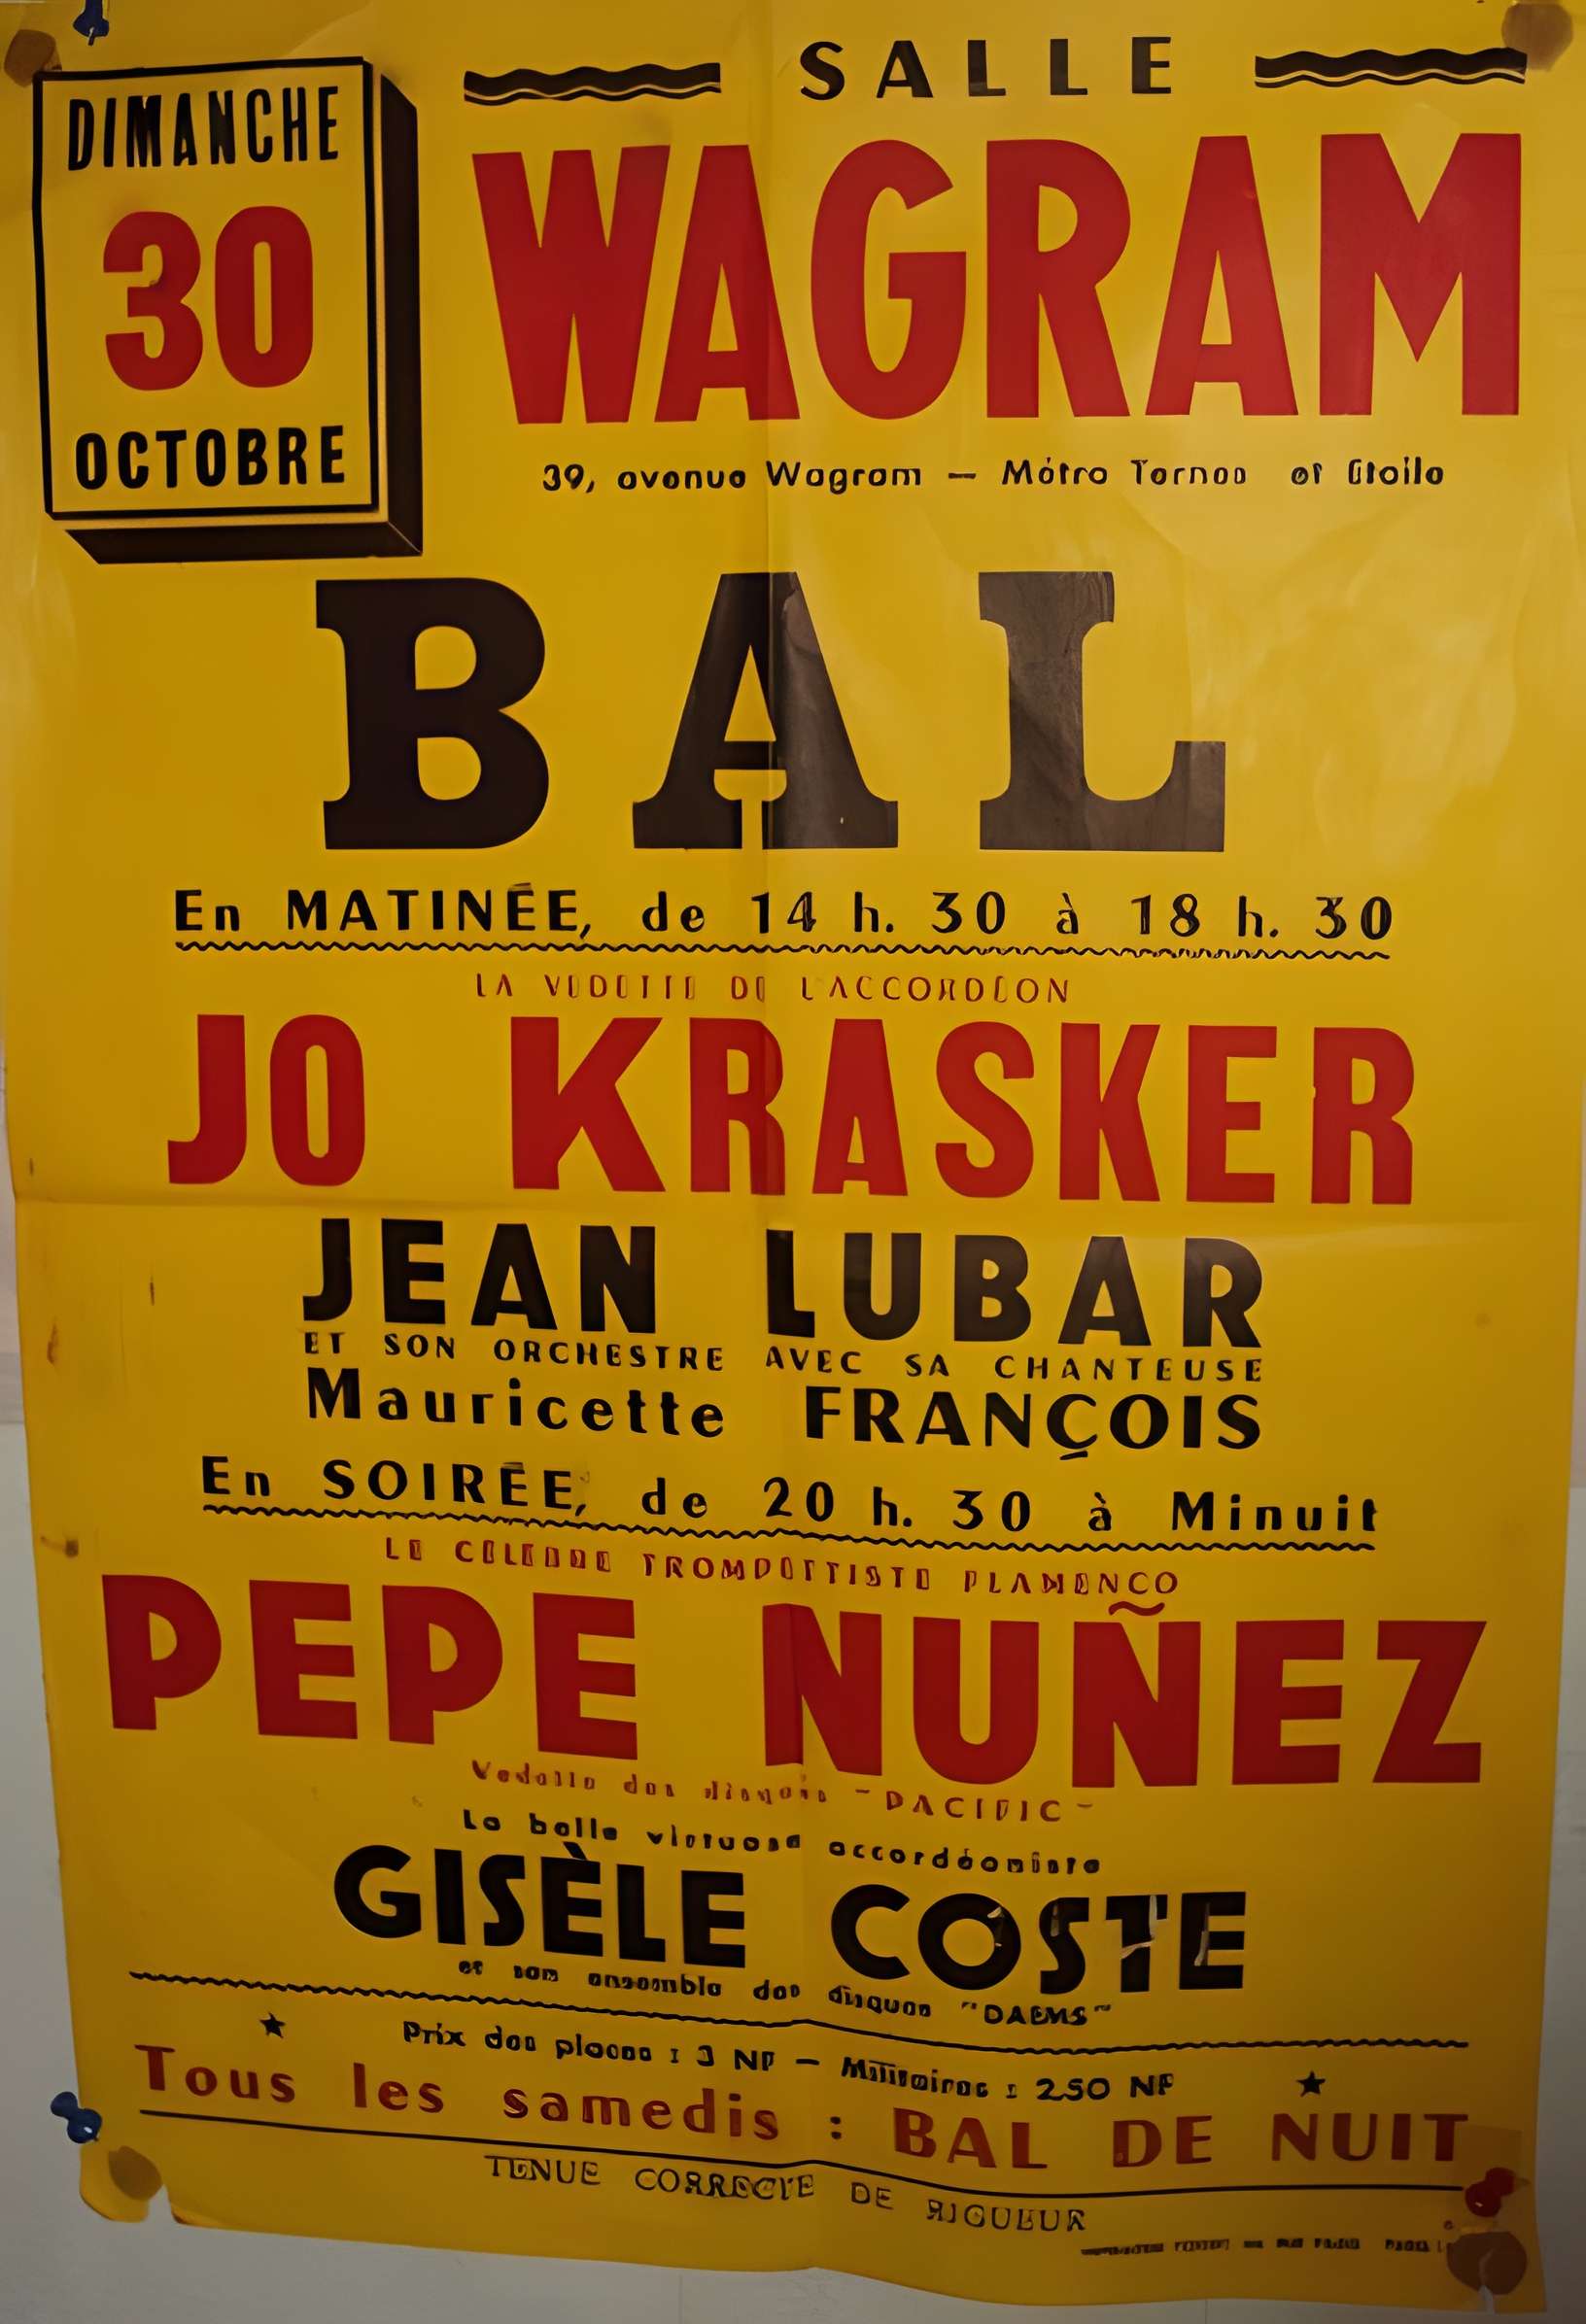 DIMANCHE
30
OCTOBRE
SALLE
WAGRAM
39, avenue Wagram — Métro Ternes et Étoile
BAL
En MATINÉE, de 14 h. 30 à 18 h. 30
LA VEDETTE DE L'ACCORDÉON
JO KRASKER
JEAN LUBAR
ET SON ORCHESTRE AVEC SA CHANTEUSE
Mauricette FRANÇOIS
En SOIRÉE, de 20 h. 30 à Minuit
LE CÉLÈBRE TROMPETTISTE FLAMENCO
PEPE NUÑEZ
Vedette des disques "PACIFIC"
La belle virtuose accordéoniste
GISÈLE COSTE
et son ensemble des disques "DAEMS"
Prix des places : 3 NF — Militaires : 2.50 NF
Tous les samedis : BAL DE NUIT
TENUE CORRECTE DE RIGUEUR